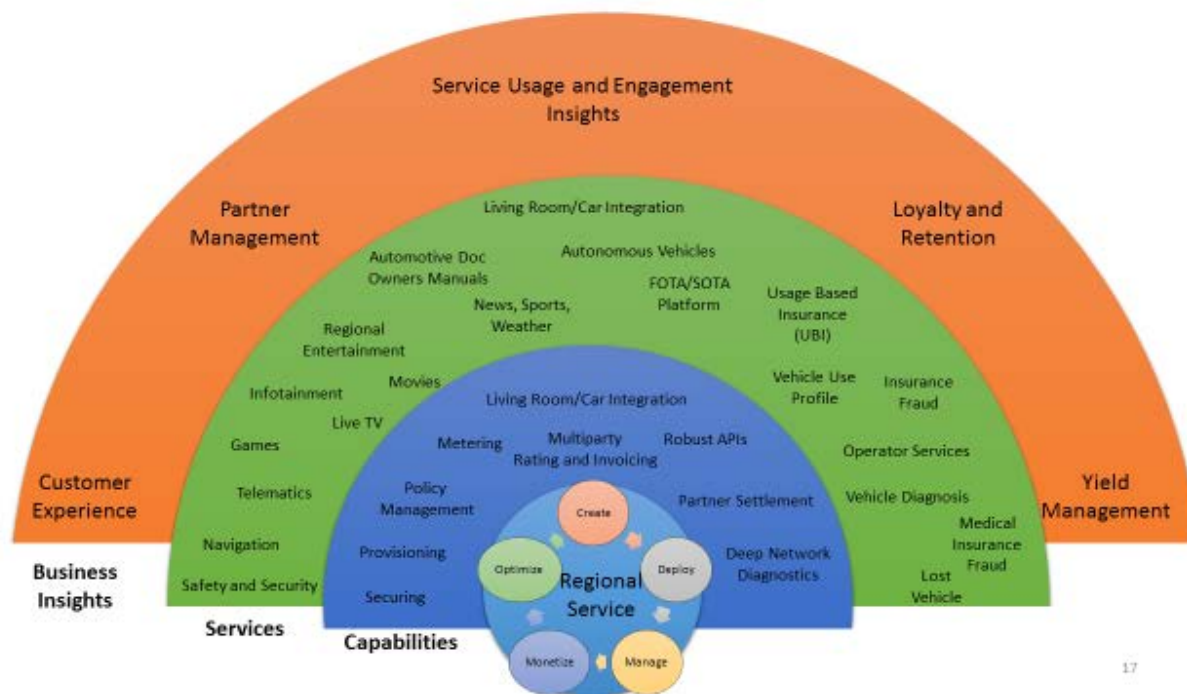 Service Usage and Engagement
Insights
Partner
Management
Loyalty and
Retention
Customer
Experience
Yield
Management
Business
Insights
Living Room/Car Integration
Automotive Doc
Owners Manuals
Autonomous Vehicles
News, Sports,
Weather
FOTA/SOTA
Platform
Usage Based
Insurance
(UBI)
Regional
Entertainment
Infotainment
Movies
Vehicle Use
Profile
Insurance
Fraud
Live TV
Games
Operator Services
Telematics
Vehicle Diagnosis
Navigation
Medical
Insurance
Fraud
Safety and Security
Lost
Vehicle
Services
Living Room/Car Integration
Metering
Multiparty
Rating and Invoicing
Robust APIs
Policy
Management
Partner Settlement
Provisioning
Deep Network
Diagnostics
Securing
Capabilities
Create
Optimize
Deploy
Regional
Service
Monetize
Manage
17